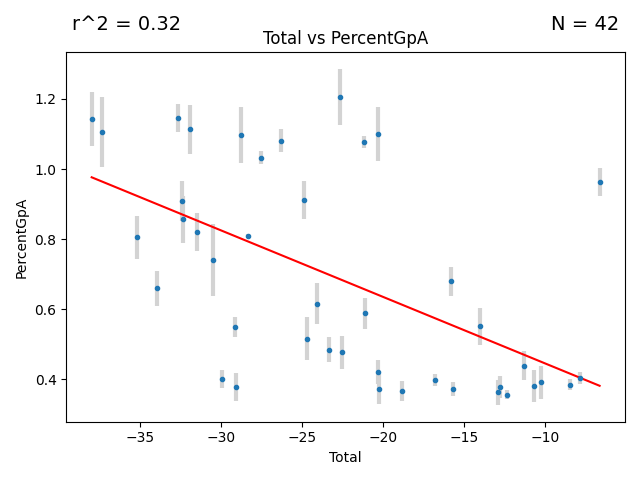 r^2 = 0.32
N = 42
Total vs PercentGpA
PercentGpA
1.2
1.0
0.8
0.6
0.4
−35
−30
−25
−20
−15
−10
Total